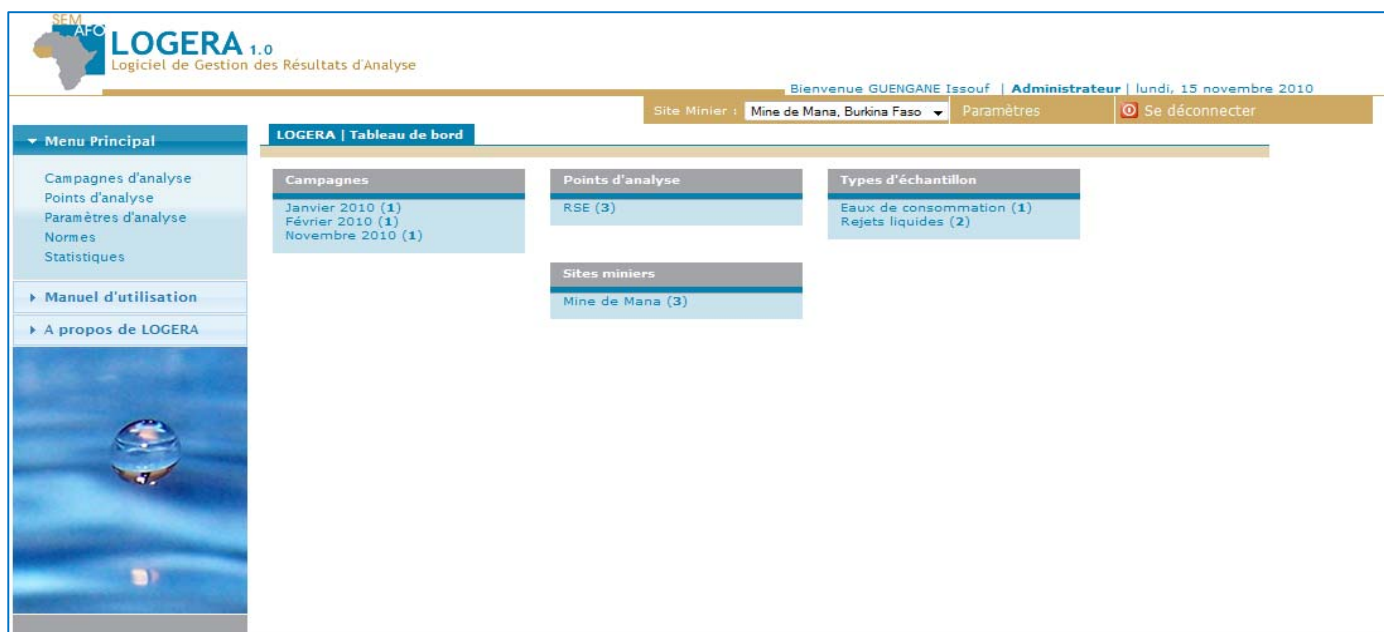 SEM
AFO
LOGERA 1.0
Logiciel de Gestion des Résultats d'Analyse
Bienvenue GUENGANE Issouf | Administrateur | lundi, 15 novembre 2010
Site Minier : Mine de Mana, Burkina Faso Paramètres Se déconnecter
Menu Principal
Campagnes d'analyse
Points d'analyse
Paramètres d'analyse
Normes
Statistiques
Manuel d'utilisation
A propos de LOGERA
LOGERA | Tableau de bord
Campagnes
Janvier 2010 (1)
Février 2010 (1)
Novembre 2010 (1)
Points d'analyse
RSE (3)
Types d'échantillon
Eaux de consommation (1)
Rejets liquides (2)
Sites miniers
Mine de Mana (3)